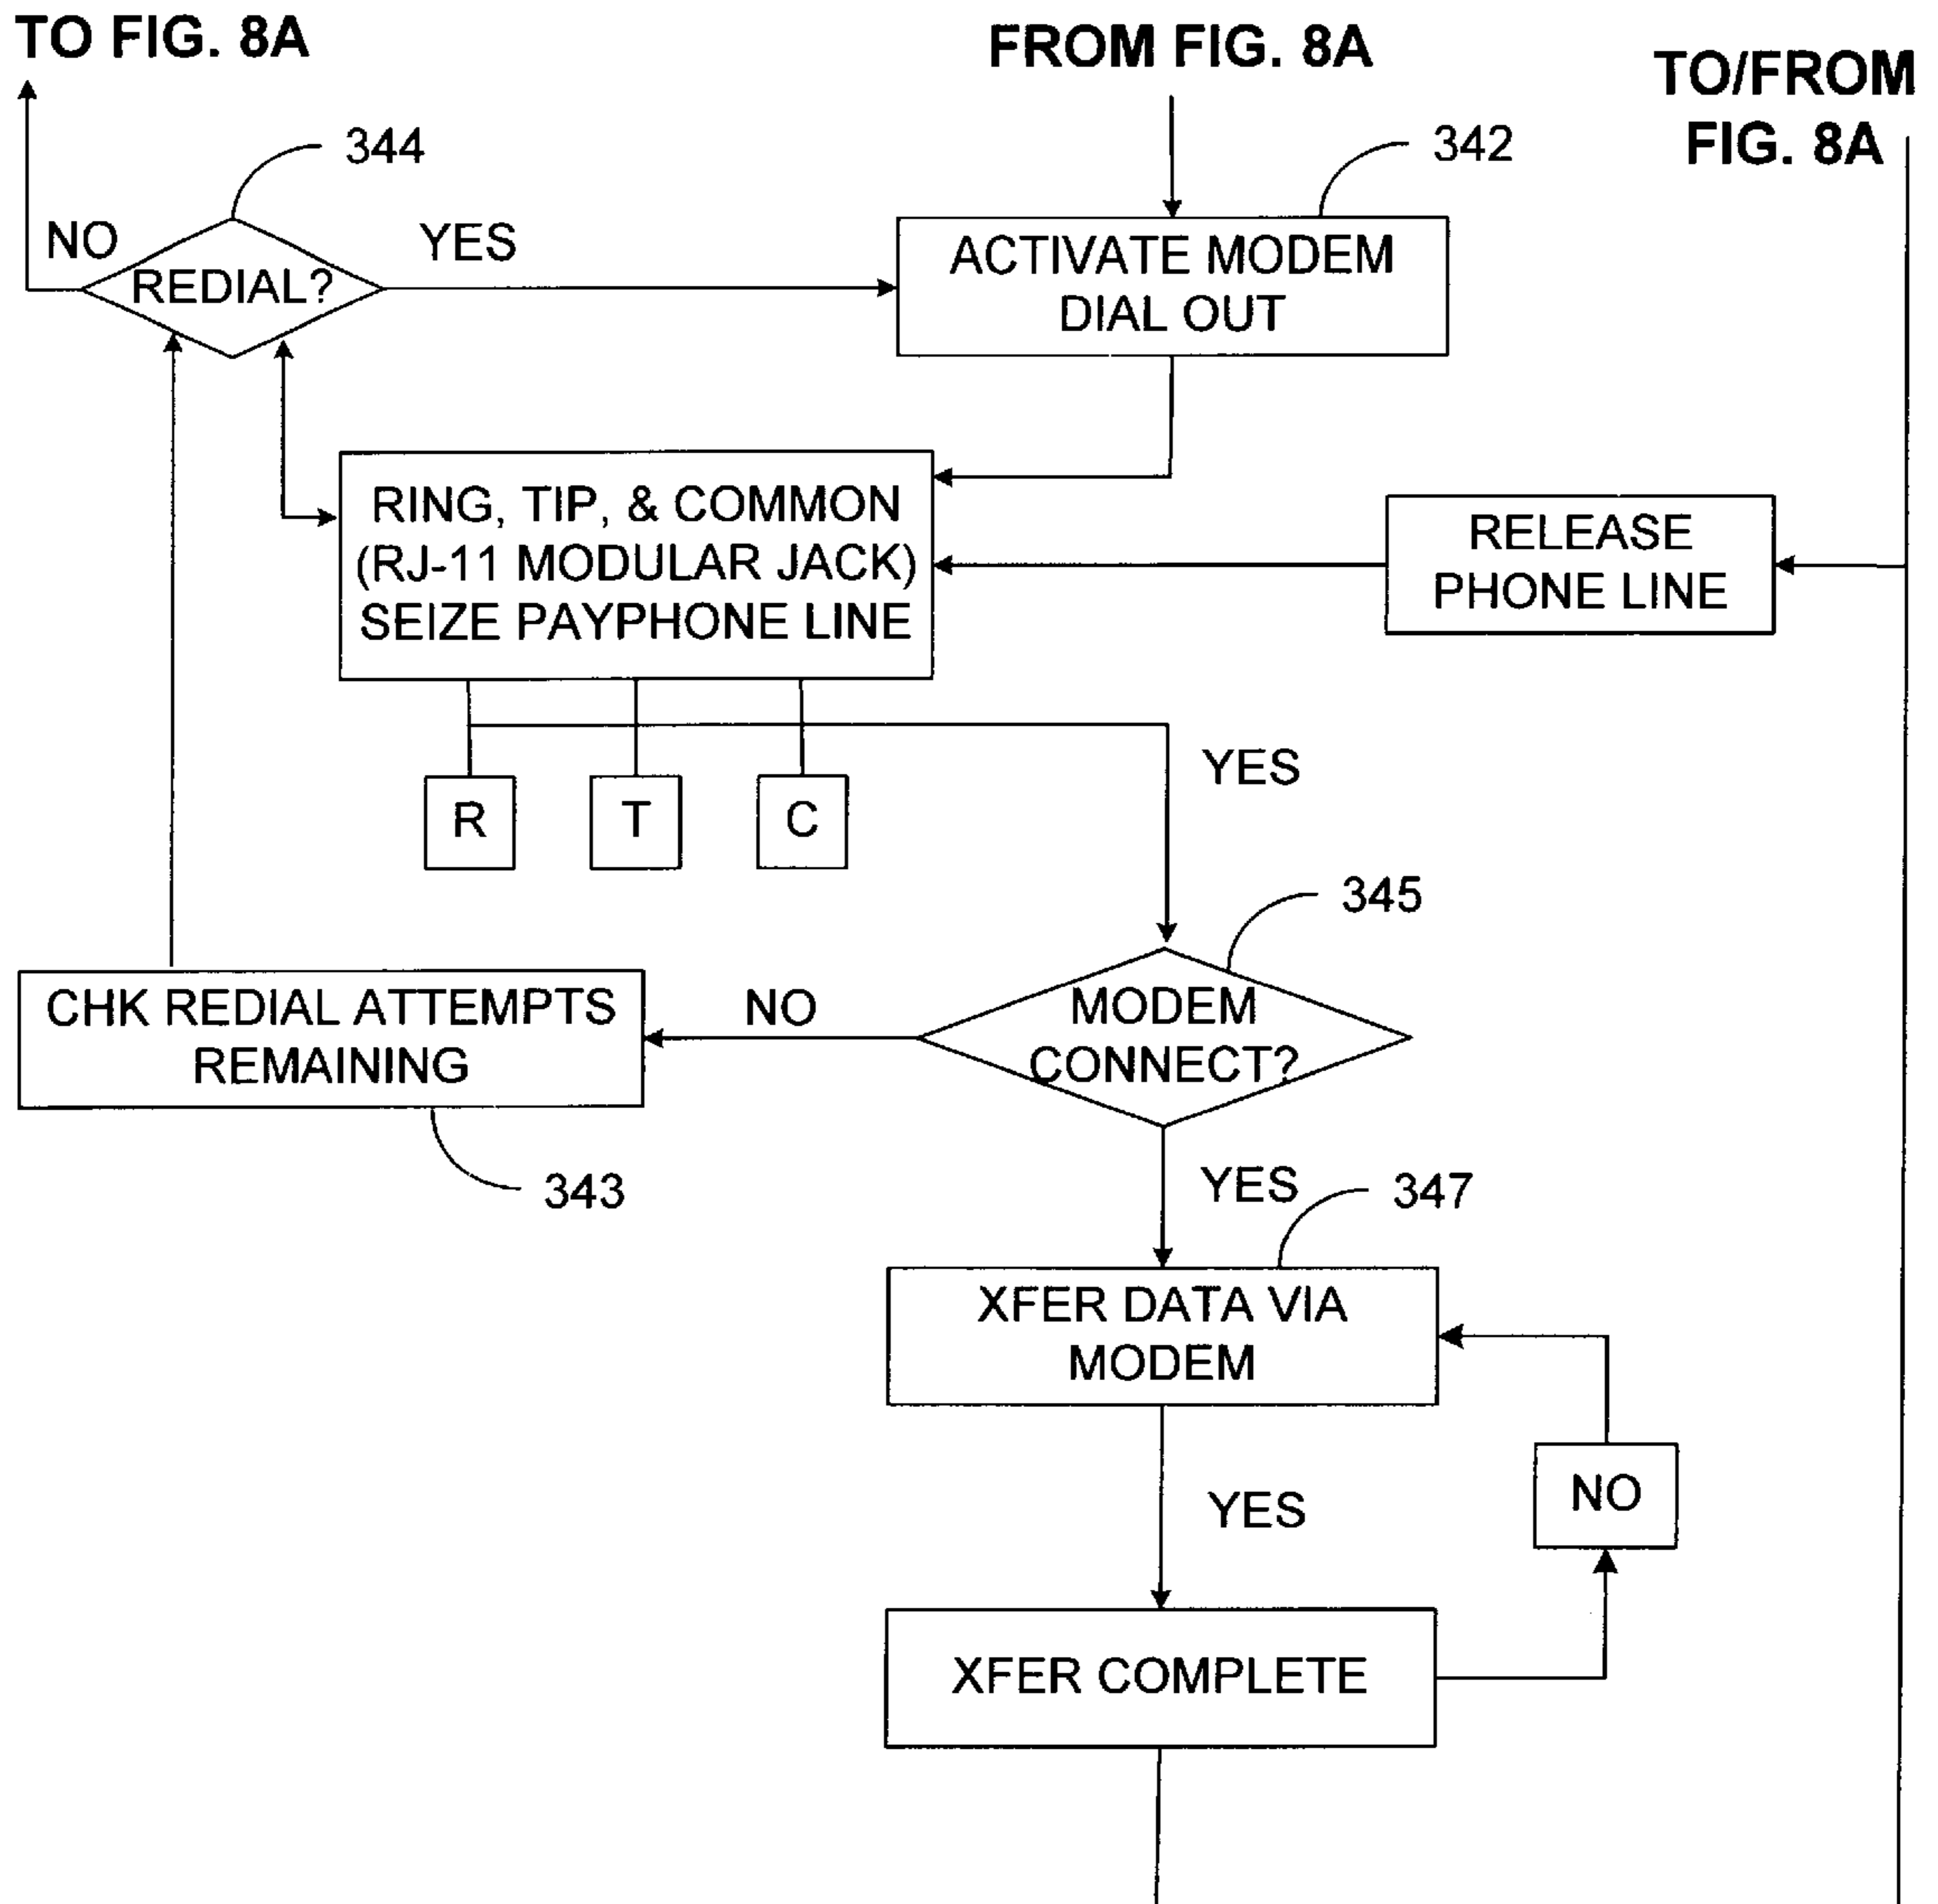 TO FIG. 8A
FROM FIG. 8A
TO/FROM
FIG. 8A
344
342
NO
REDIAL?
YES
ACTIVATE MODEM
DIAL OUT
RING, TIP, & COMMON
(RJ-11 MODULAR JACK)
SEIZE PAYPHONE LINE
RELEASE
PHONE LINE
YES
R
T
C
345
CHK REDIAL ATTEMPTS
REMAINING
NO
MODEM
CONNECT?
343
YES
347
XFER DATA VIA
MODEM
YES
NO
XFER COMPLETE